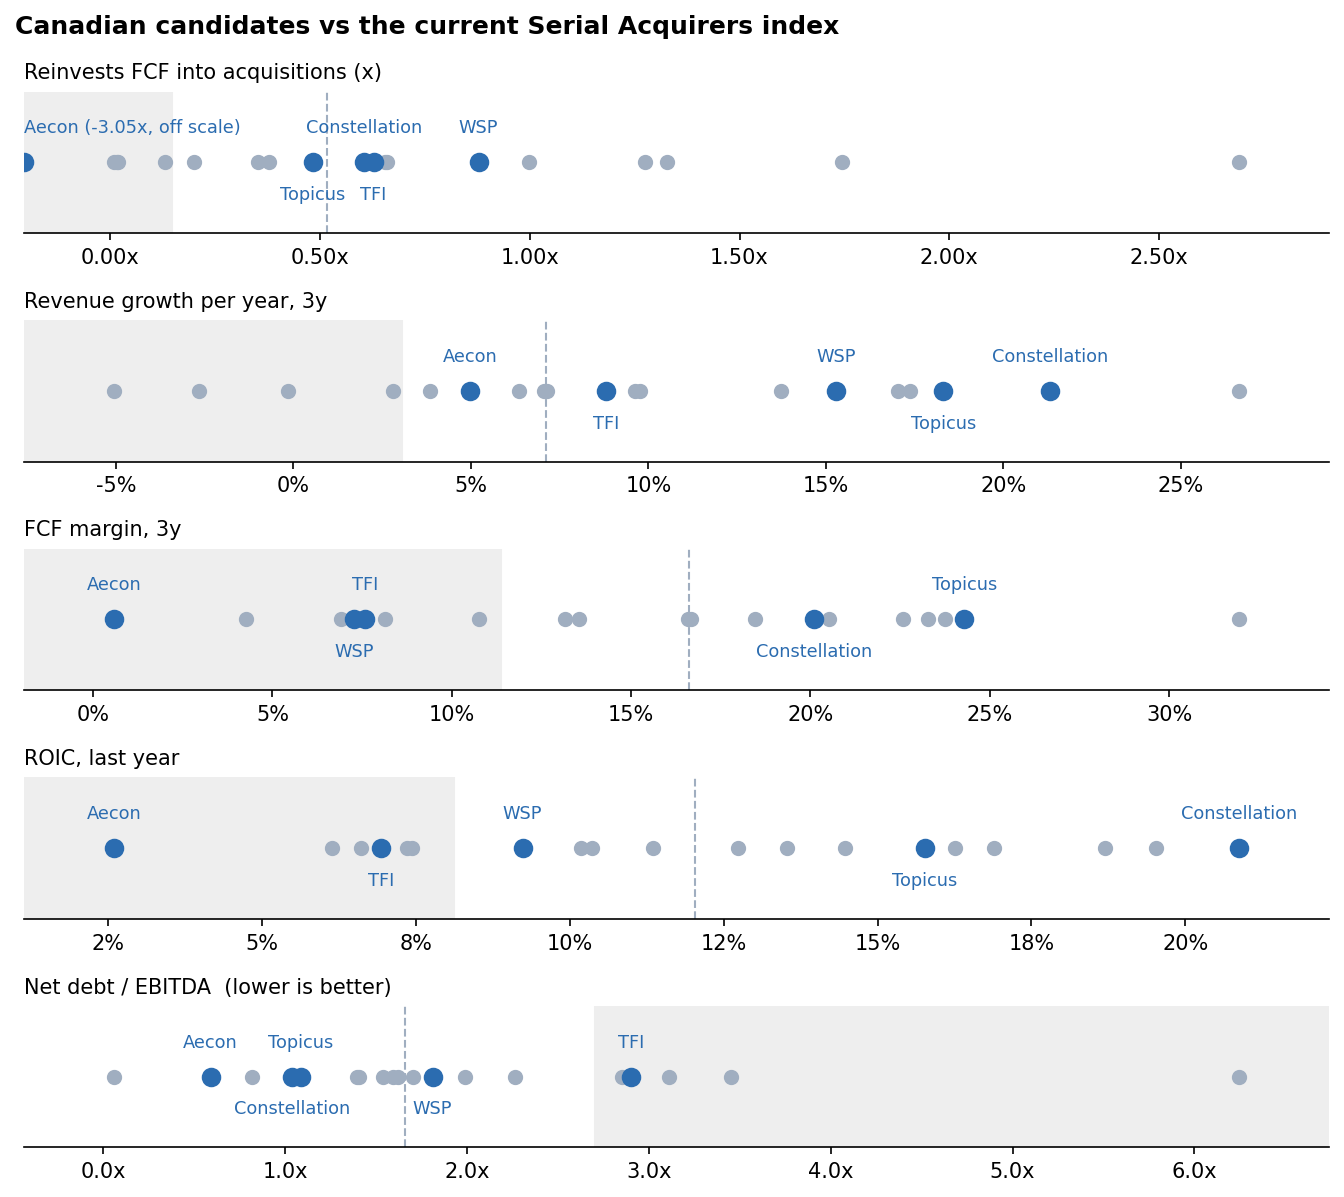 Canadian candidates vs the current Serial Acquirers index
Reinvests FCF into acquisitions (x)
Aecon (-3.05x, off scale) Constellation WSP
Topicus TFI
0.00x 0.50x 1.00x 1.50x 2.00x 2.50x
Revenue growth per year, 3y
Aecon WSP Constellation
TFI Topicus
-5% 0% 5% 10% 15% 20% 25%
FCF margin, 3y
Aecon TFI Topicus
WSP Constellation
0% 5% 10% 15% 20% 25% 30%
ROIC, last year
Aecon WSP Constellation
TFI Topicus
2% 5% 8% 10% 12% 15% 18% 20%
Net debt / EBITDA (lower is better)
Aecon Topicus TFI
Constellation WSP
0.0x 1.0x 2.0x 3.0x 4.0x 5.0x 6.0x